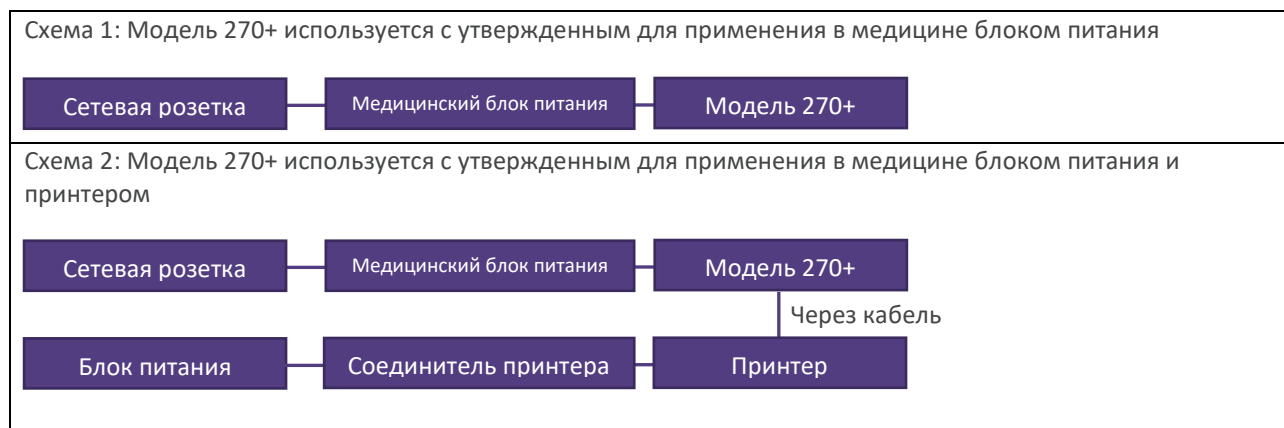 Схема 1: Модель 270+ используется с утвержденным для применения в медицине блоком питания
Сетевая розетка Медицинский блок питания Модель 270+
Схема 2: Модель 270+ используется с утвержденным для применения в медицине блоком питания и
принтером
Сетевая розетка Медицинский блок питания Модель 270+
Через кабель
Блок питания Соединитель принтера Принтер